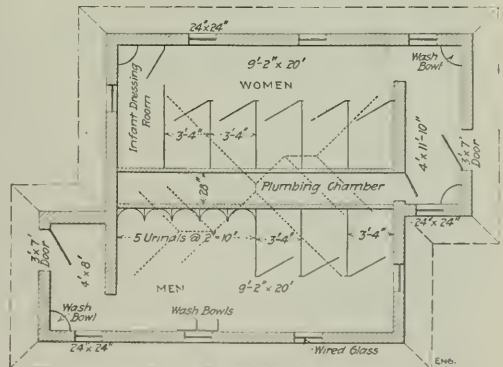 24"x24"
Wash
Bowl
9'-2" x 20'
WOMEN
Infant Dressing
Room
3'-4"
3'-4"
4'x 11'-10"
3'x7'
Door
28"
Plumbing Chamber
24"x24"
3'x7'
Door
4'x 8'
5 Urinals @ 2'=10'
3'-4"
3'-4"
MEN
9'-2" x 20'
Wash
Bowl
Wash Bowls
24"x24"
Wired Glass
ENG.